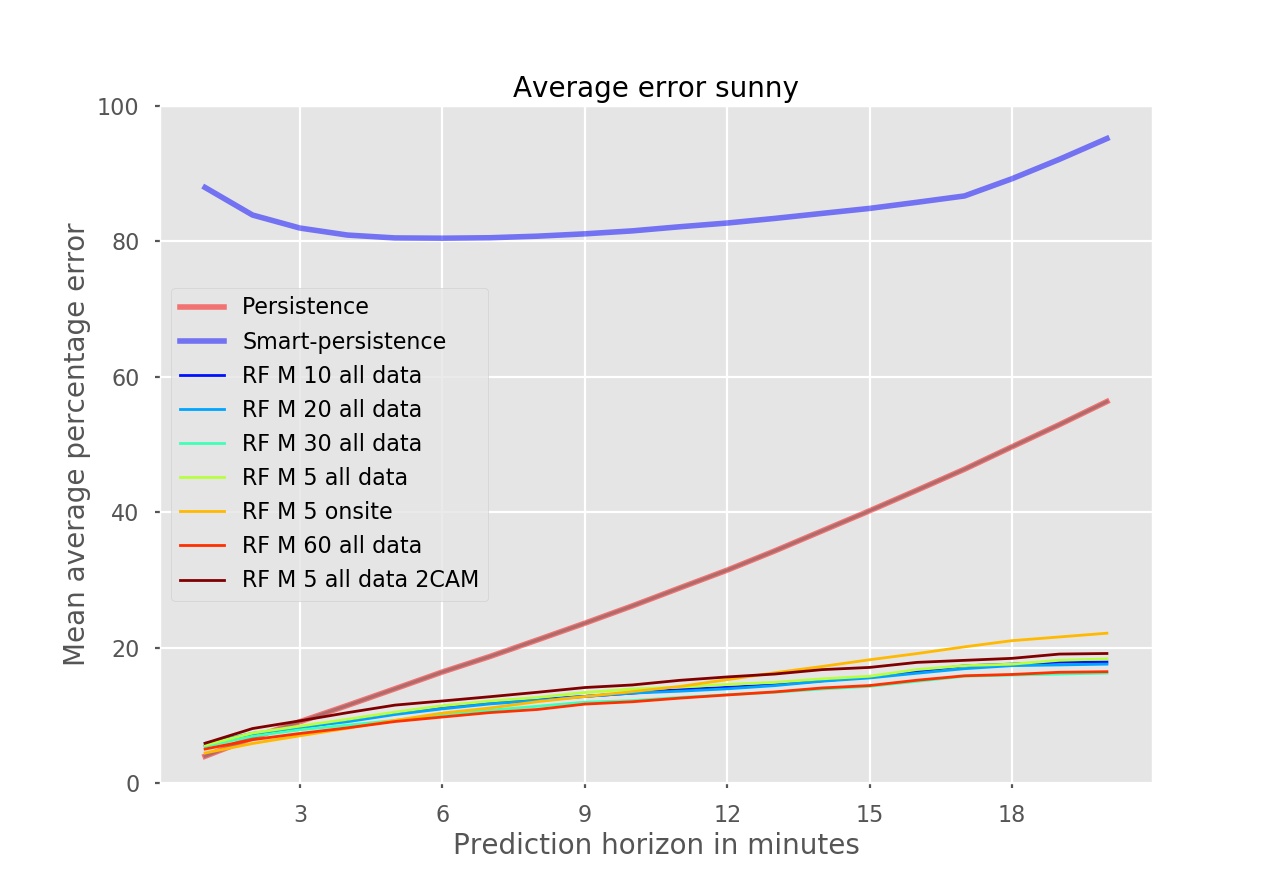 Average error sunny
Mean average percentage error
100
80
60
40
20
0
Persistence
Smart-persistence
RF M 10 all data
RF M 20 all data
RF M 30 all data
RF M 5 all data
RF M 5 onsite
RF M 60 all data
RF M 5 all data 2CAM
3 6 9 12 15 18
Prediction horizon in minutes